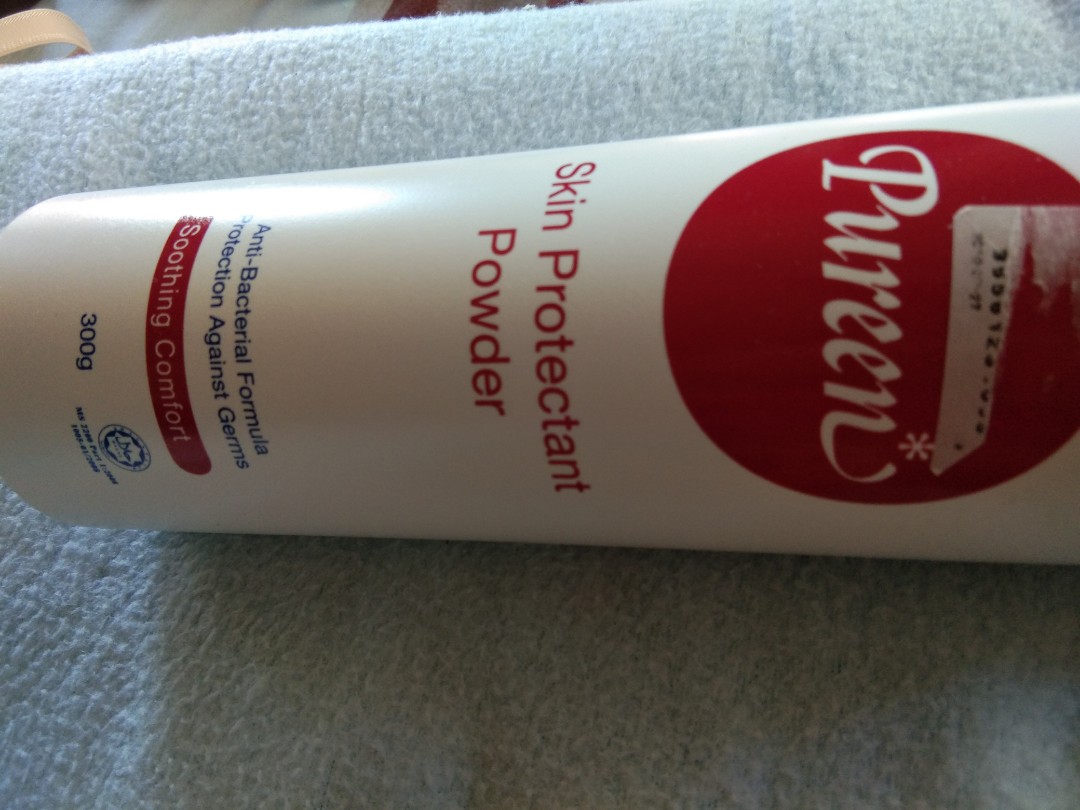 Pureen*
Skin Protectant
Powder
Anti-Bacterial Formula
Protection Against Germs
Soothing Comfort
300g